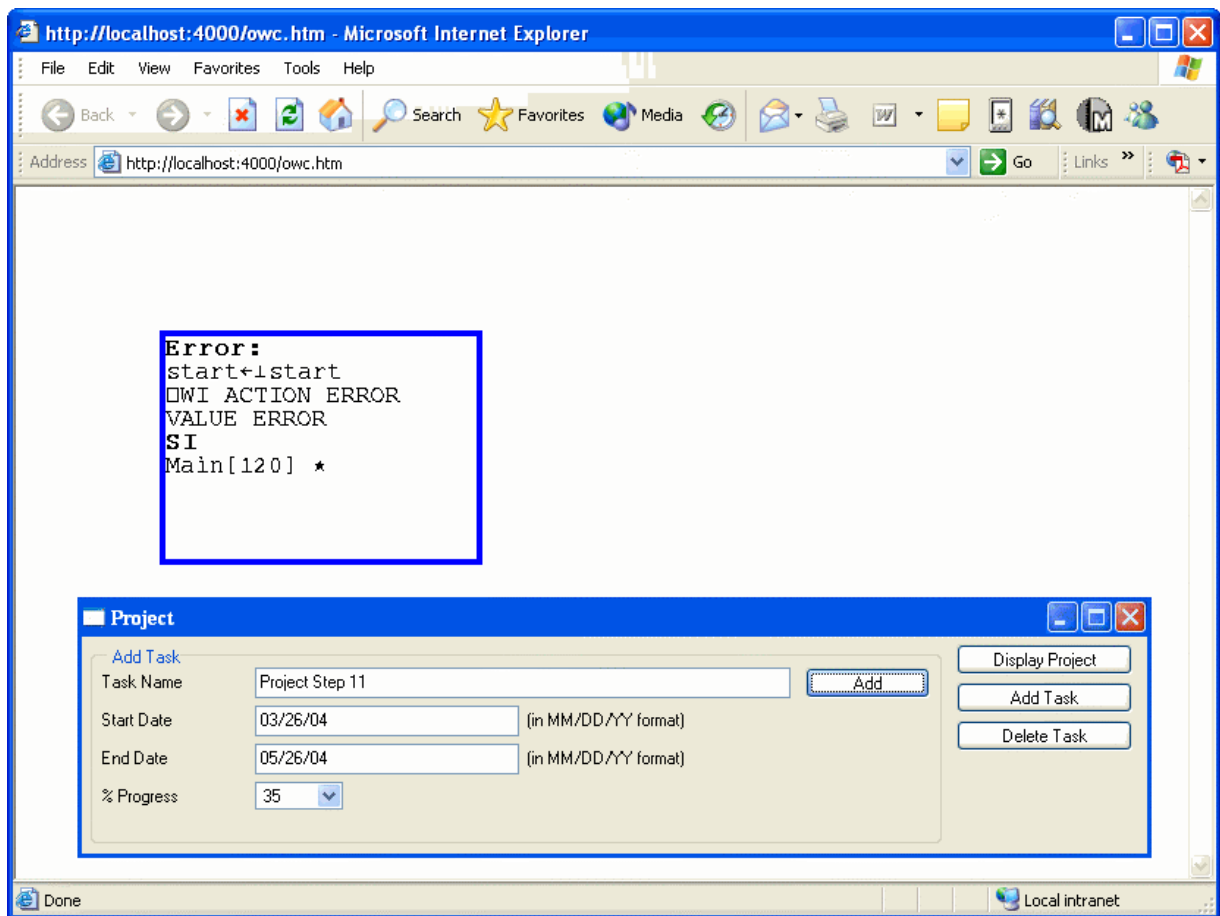 http://localhost:4000/owc.htm - Microsoft Internet Explorer
File Edit View Favorites Tools Help
Back Search Favorites Media
Address http://localhost:4000/owc.htm Go Links »
Error:
start←⊥start
⎕WI ACTION ERROR
VALUE ERROR
SI
Main[120] ⋆
Project
Add Task
Task Name Project Step 11 Add
Start Date 03/26/04 (in MM/DD/YY format)
End Date 05/26/04 (in MM/DD/YY format)
% Progress 35
Display Project
Add Task
Delete Task
Done Local intranet